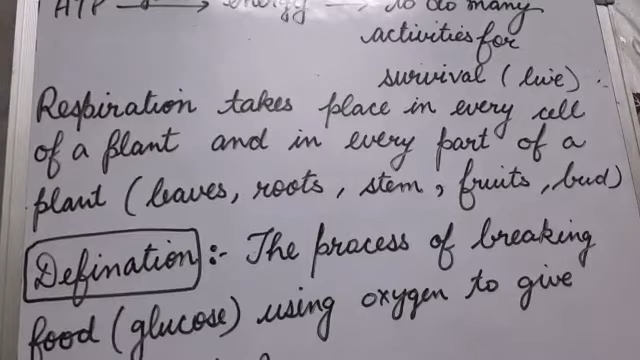 ATP → energy → to do many
activities for
survival (live)
Respiration takes place in every cell
of a plant and in every part of a
plant (leaves, roots, stem, fruits, bud)
Defination :- The process of breaking
food (glucose) using oxygen to give